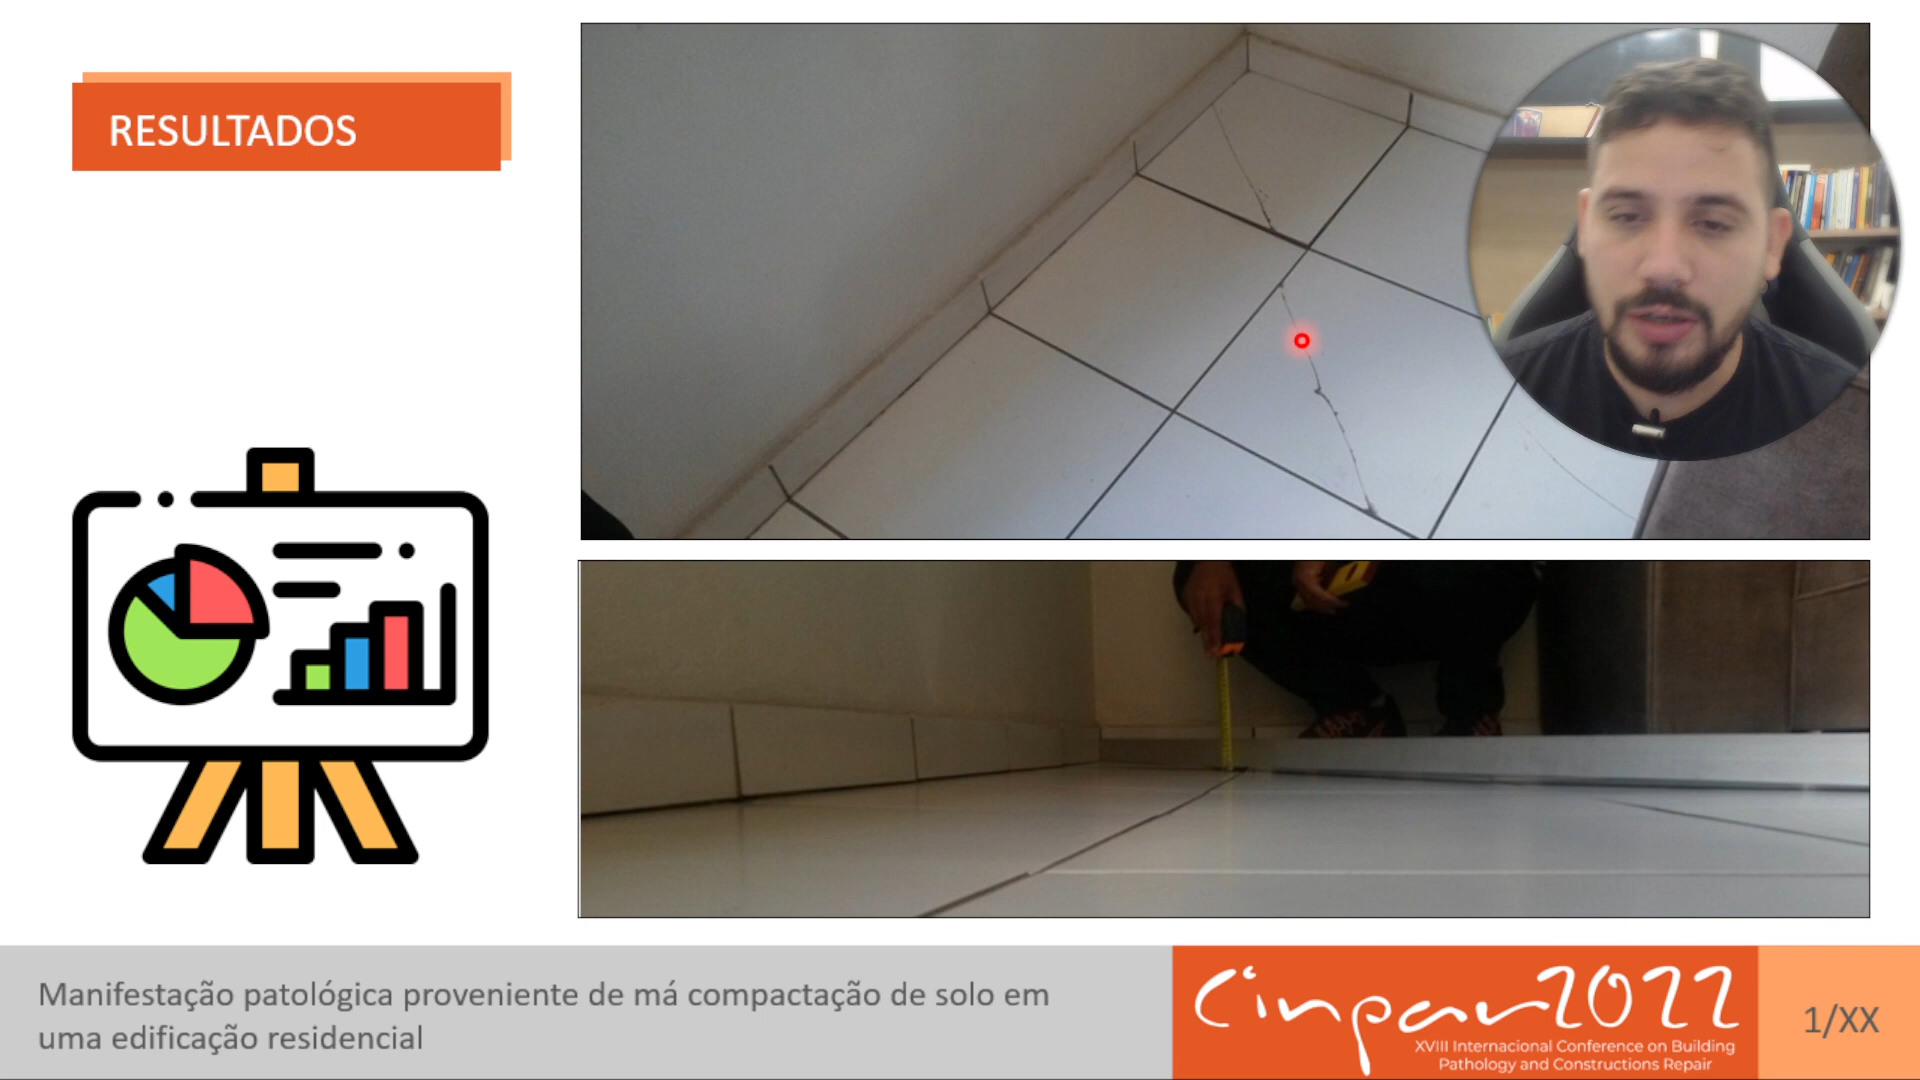 RESULTADOS
Manifestação patológica proveniente de má compactação de solo em
uma edificação residencial
Cinpar2022
XVIII Internacional Conference on Building
Pathology and Constructions Repair
1/XX